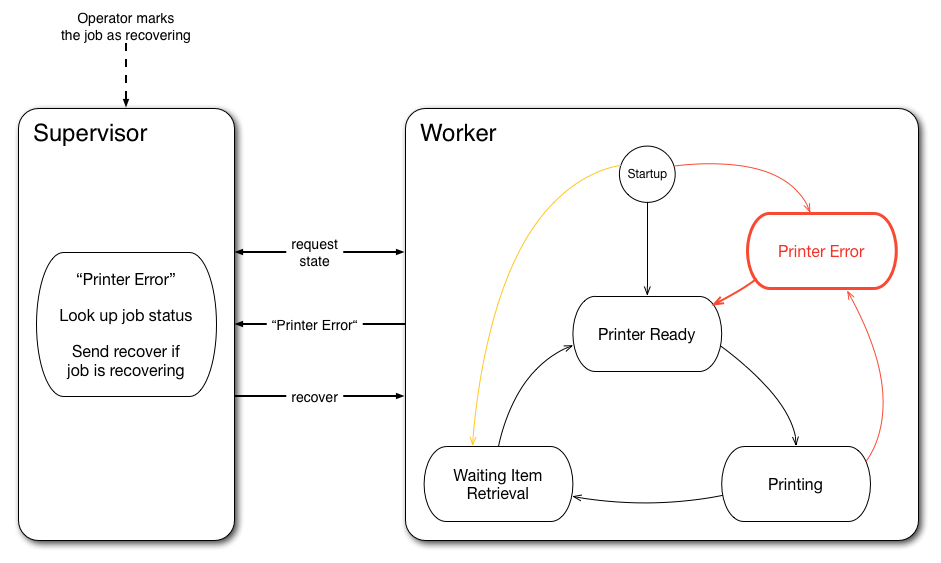 Operator marks
the job as recovering
Supervisor
“Printer Error”
Look up job status
Send recover if
job is recovering
request
state
“Printer Error“
recover
Worker
Startup
Printer Error
Printer Ready
Waiting Item
Retrieval
Printing